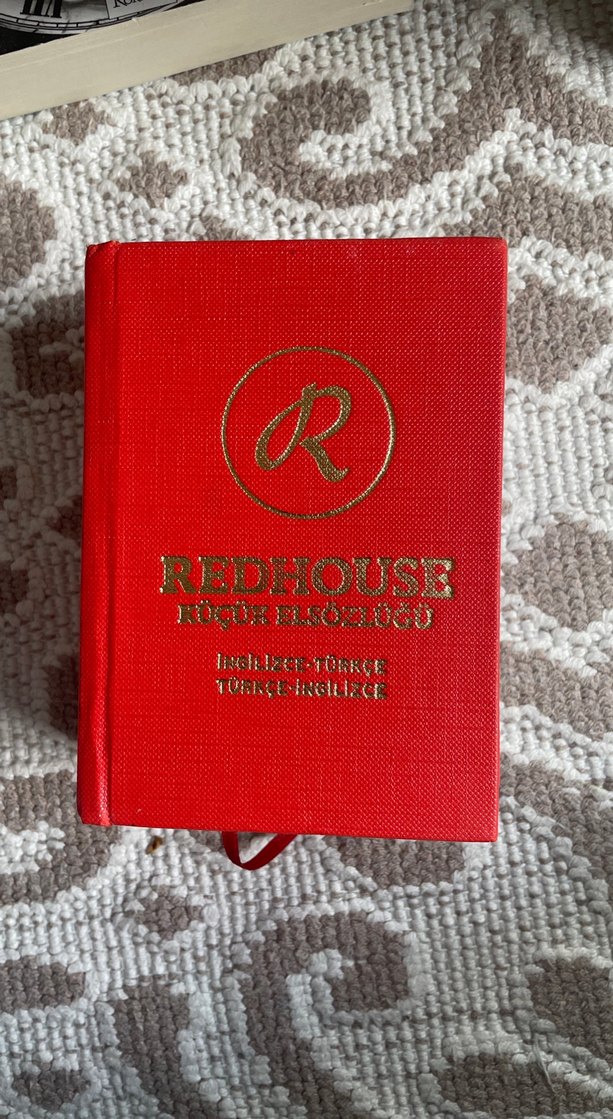 R
REDHOUSE
KÜÇÜK ELSÖZLÜĞÜ
İNGİLİZCE-TÜRKÇE
TÜRKÇE-İNGİLİZCE